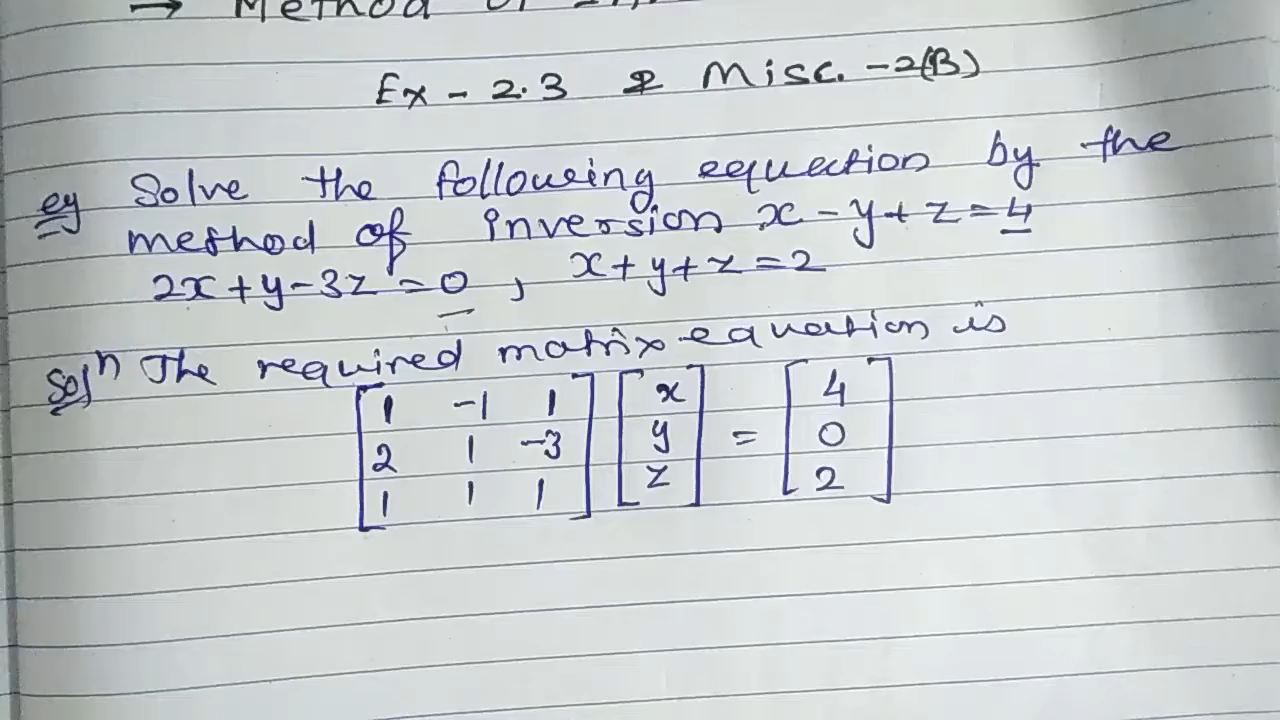 → Method of
Ex - 2.3 & Misc. -2(B)
eg Solve the following equation by the
method of inversion x - y + z = 4
2x + y - 3z = 0 , x + y + z = 2
Solⁿ The required matrix equation is
[1 -1 1] [x] = [4]
[2 1 -3] [y] = [0]
[1 1 1] [z] = [2]